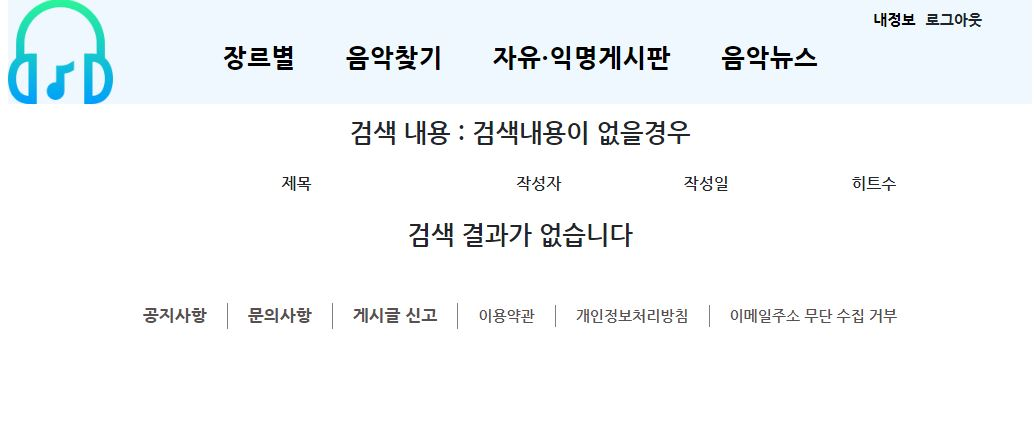 내정보 로그아웃
장르별 음악찾기 자유·익명게시판 음악뉴스
검색 내용 : 검색내용이 없을경우
제목 작성자 작성일 히트수
검색 결과가 없습니다
공지사항 문의사항 게시글 신고 이용약관 개인정보처리방침 이메일주소 무단 수집 거부